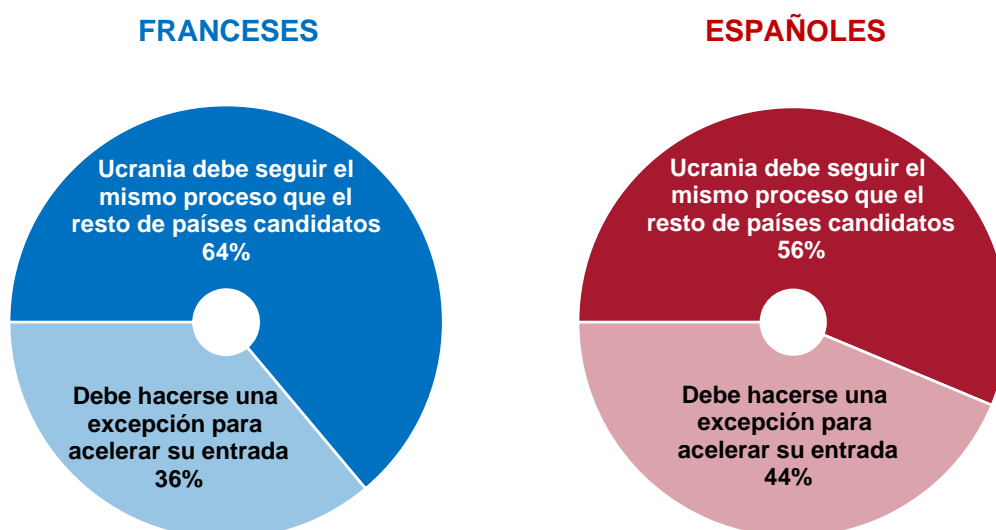 FRANCESES
Ucrania debe seguir el
mismo proceso que el
resto de países candidatos
64%
Debe hacerse una
excepción para
acelerar su entrada
36%
ESPAÑOLES
Ucrania debe seguir el
mismo proceso que el
resto de países candidatos
56%
Debe hacerse una
excepción para
acelerar su entrada
44%